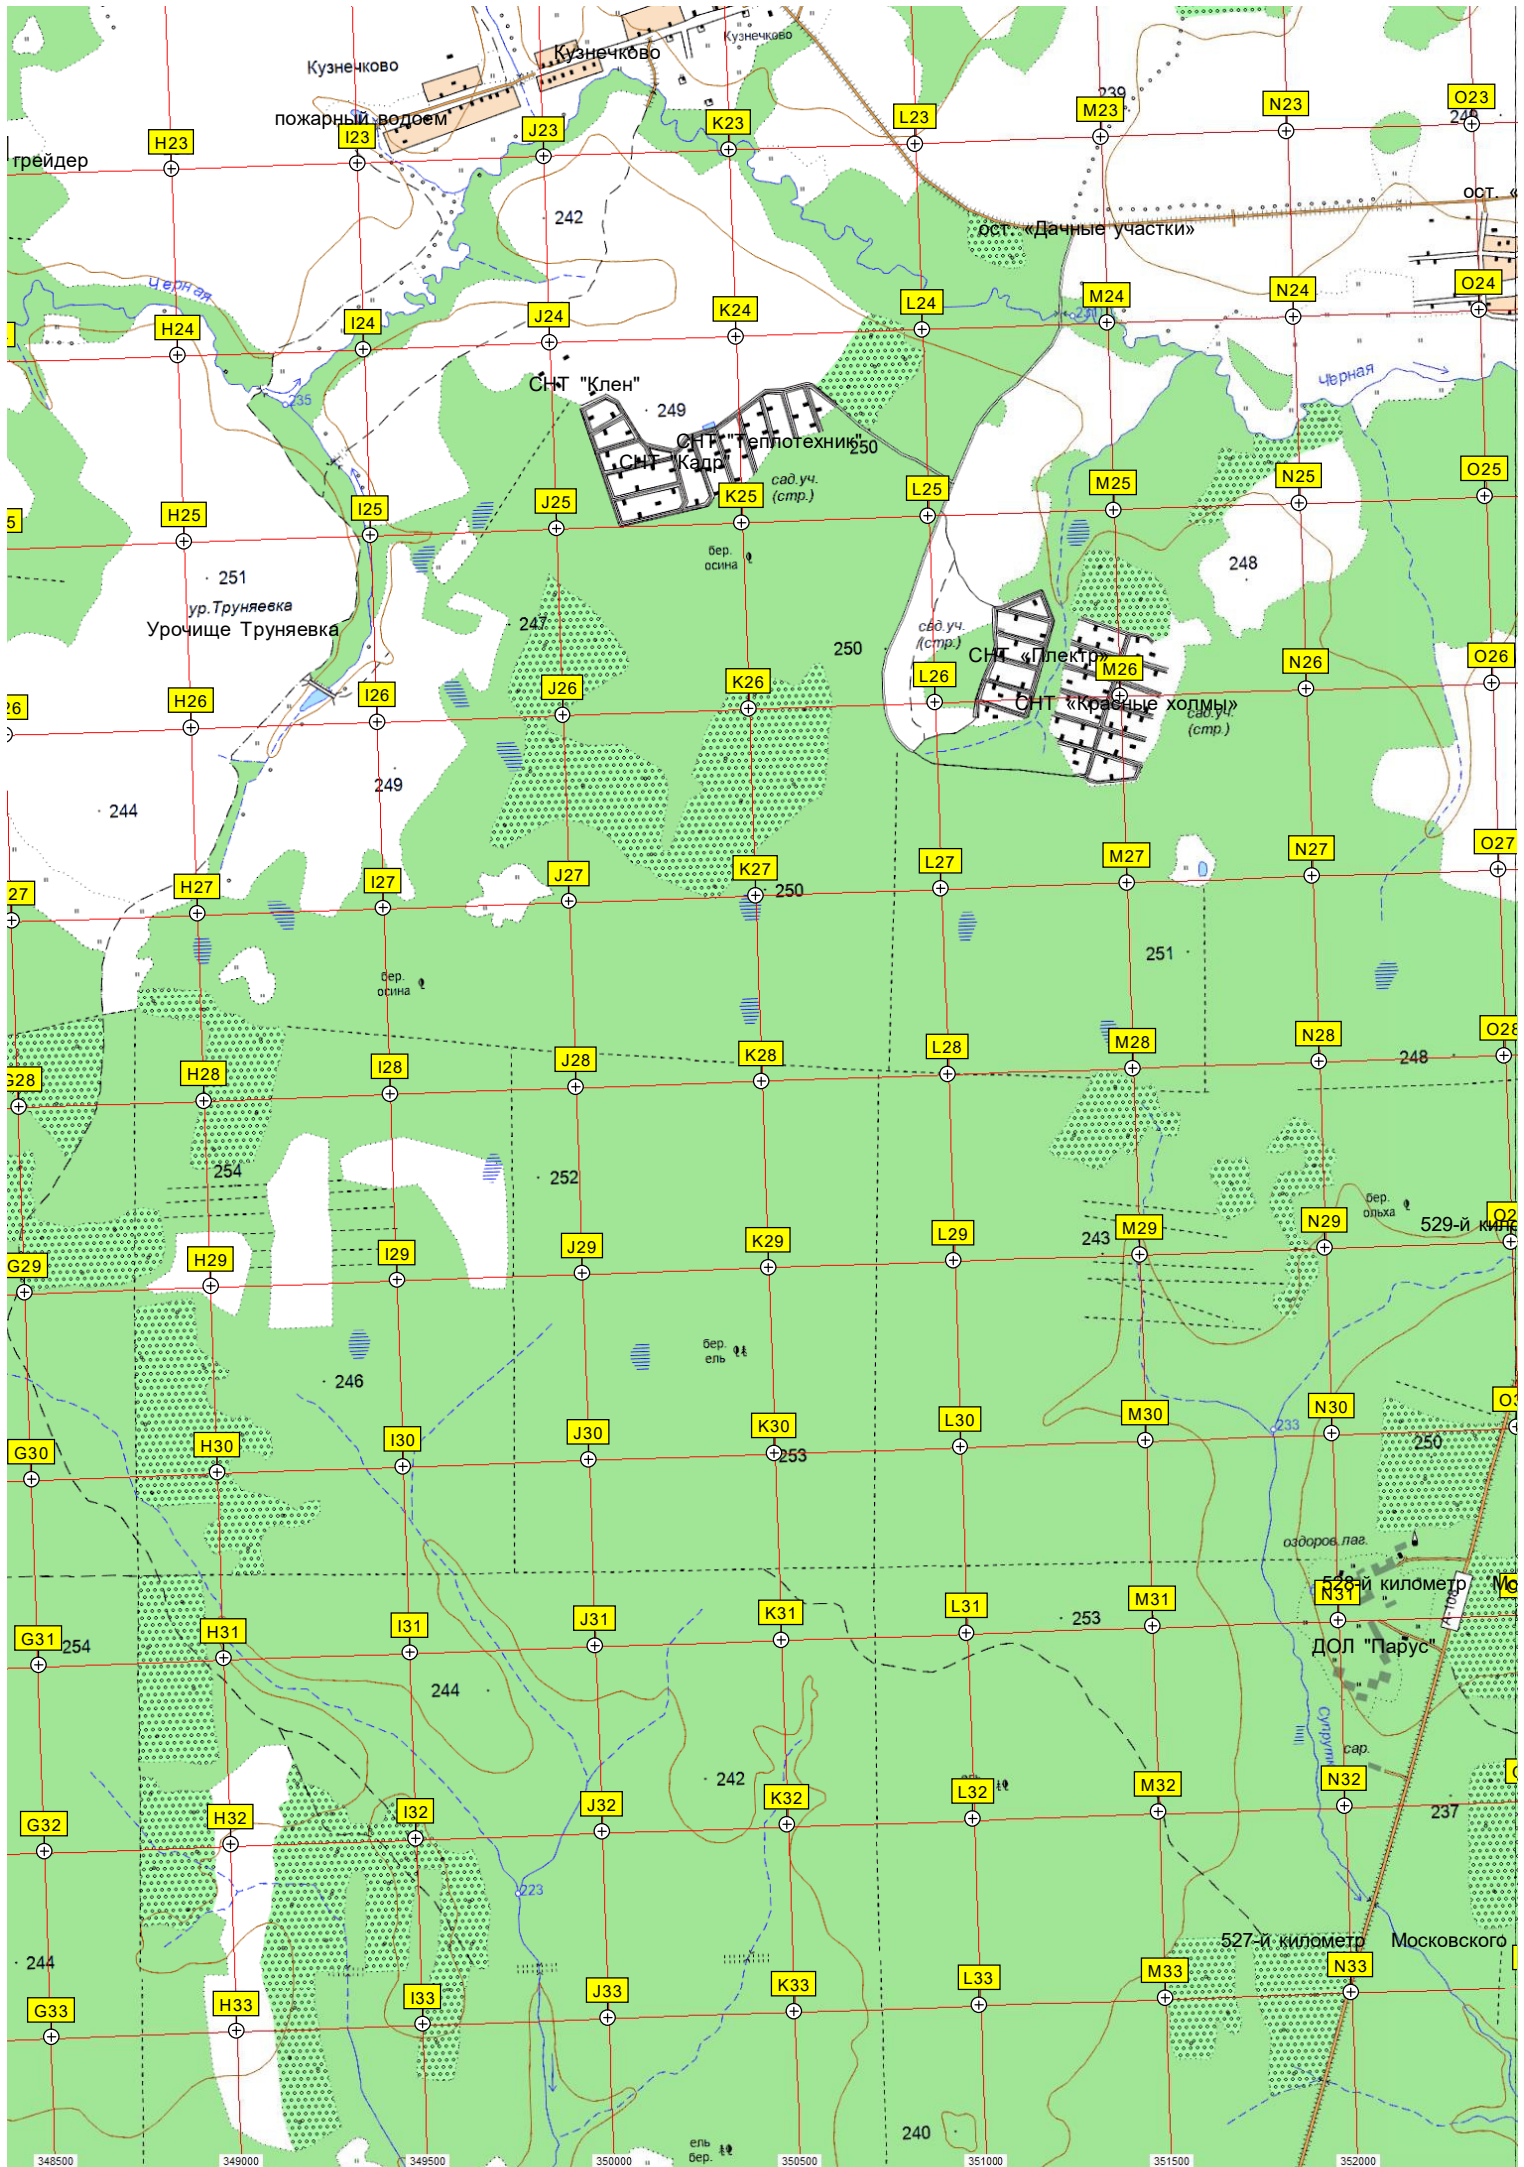 Кузнечково
Кузнечково
Кузнечково
239
пожарный водоем
H23
I23
J23
K23
L23
M23
N23
O23
грейдер
ост. «
242
ост. «Дачные участки»
Черная
H24
I24
J24
K24
L24
M24
N24
O24
231
Черная
235
СНТ "Клен"
249
СНТ "Теплотехник"
250
СНТ "Кадр"
сад.уч.
(стр.)
H25
I25
J25
K25
L25
M25
N25
O25
бер.
осина
251
248
ур.Труняевка
Урочище Труняевка
247
250
сад.уч.
(стр.)
СНТ «Плектр»
26
H26
I26
J26
K26
L26
M26
N26
O26
СНТ «Красные холмы»
сад.уч.
(стр.)
249
244
27
H27
I27
J27
K27
L27
M27
N27
O27
250
251
бер.
осина
G28
H28
I28
J28
K28
L28
M28
N28
O28
248
254
252
бер.
ольха
529-й кило
G29
H29
I29
J29
K29
L29
M29
N29
243
бер.
ель
246
G30
H30
I30
J30
K30
L30
M30
N30
253
233
250
оздоров.лаг.
528-й километр
А-108
G31
H31
I31
J31
K31
L31
M31
N31
254
253
ДОЛ "Парус"
244
сар.
242
237
G32
H32
I32
J32
K32
L32
M32
N32
223
527-й километр Московского
244
G33
H33
I33
J33
K33
L33
M33
N33
240
ель
бер.
348500
349000
349500
350000
350500
351000
351500
352000